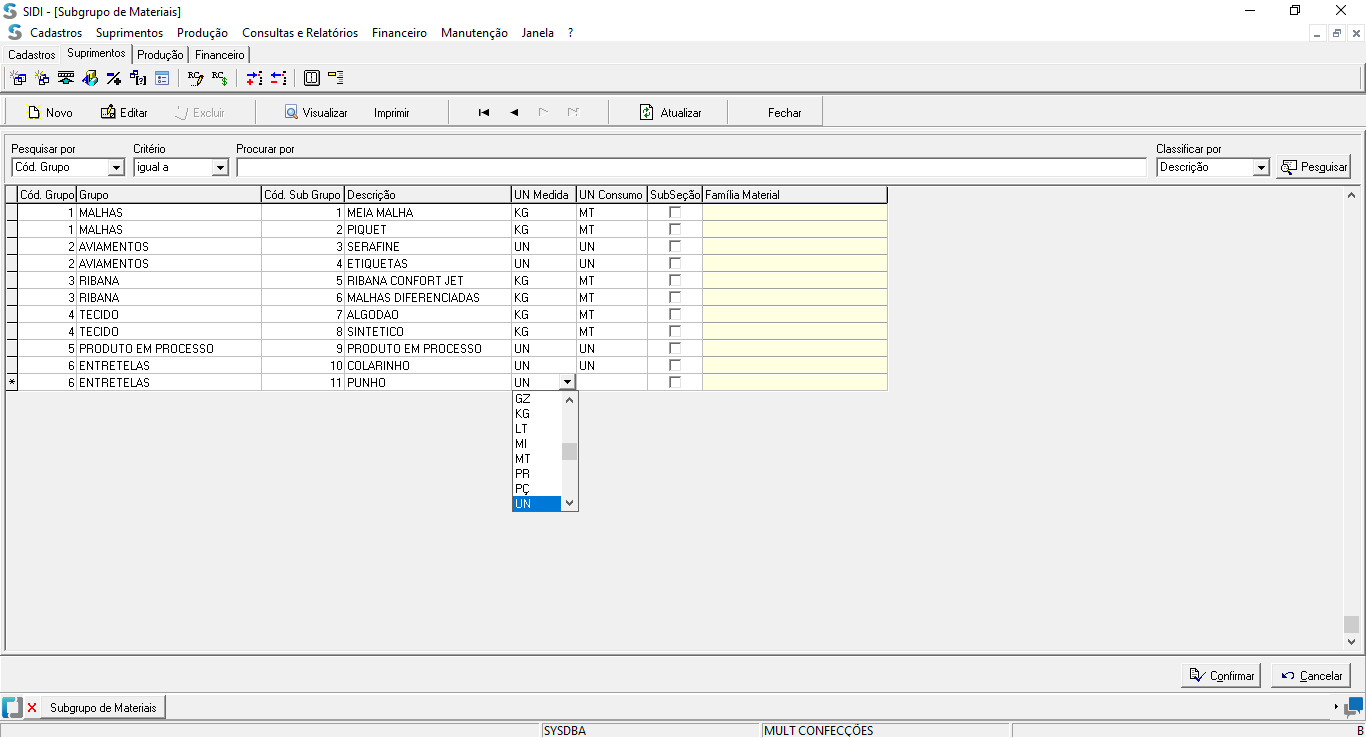 SIDI - [Subgrupo de Materiais]
Cadastros Suprimentos Produção Consultas e Relatórios Financeiro Manutenção Janela ?
Cadastros Suprimentos Produção Financeiro
Novo Editar Excluir Visualizar Imprimir Atualizar Fechar
Pesquisar por Critério Procurar por Classificar por
Cód. Grupo igual a Descrição Pesquisar
Cód. Grupo Grupo Cód. Sub Grupo Descrição UN Medida UN Consumo SubSeção Família Material
1 MALHAS 1 MEIA MALHA KG MT
1 MALHAS 2 PIQUET KG MT
2 AVIAMENTOS 3 SERAFINE UN UN
2 AVIAMENTOS 4 ETIQUETAS UN UN
3 RIBANA 5 RIBANA CONFORT JET KG MT
3 RIBANA 6 MALHAS DIFERENCIADAS KG MT
4 TECIDO 7 ALGODAO KG MT
4 TECIDO 8 SINTETICO KG MT
5 PRODUTO EM PROCESSO 9 PRODUTO EM PROCESSO UN UN
6 ENTRETELAS 10 COLARINHO UN UN
* 6 ENTRETELAS 11 PUNHO UN
GZ
KG
LT
MI
MT
PR
PÇ
UN
Confirmar Cancelar
Subgrupo de Materiais
SYSDBA MULT CONFECÇÕES B